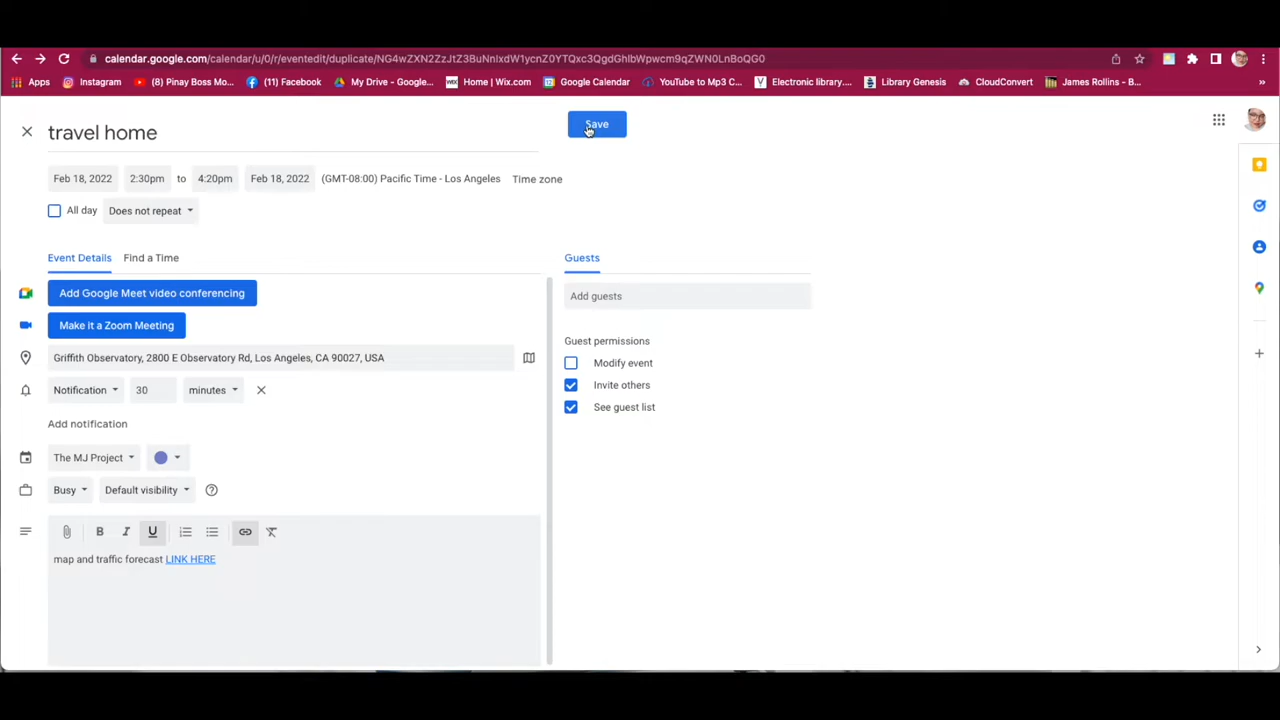 calendar.google.com/calendar/u/0/r/eventedit/duplicate/NG4wZXN2ZzJtZ3BuNnIxdW1ycnZ0YTQxc3QgdGhlbWpwcm9qZWN0LnBoQG0
Apps Instagram (8) Pinay Boss Mo... (11) Facebook My Drive - Google... Home | Wix.com Google Calendar YouTube to Mp3 C... Electronic library.... Library Genesis CloudConvert James Rollins - B... »
travel home Save
Feb 18, 2022 2:30pm to 4:20pm Feb 18, 2022 (GMT-08:00) Pacific Time - Los Angeles Time zone
All day Does not repeat
Event Details Find a Time Guests
Add Google Meet video conferencing Add guests
Make it a Zoom Meeting
Guest permissions
Griffith Observatory, 2800 E Observatory Rd, Los Angeles, CA 90027, USA Modify event
Notification 30 minutes Invite others
See guest list
Add notification
The MJ Project
Busy Default visibility
B I U
map and traffic forecast LINK HERE